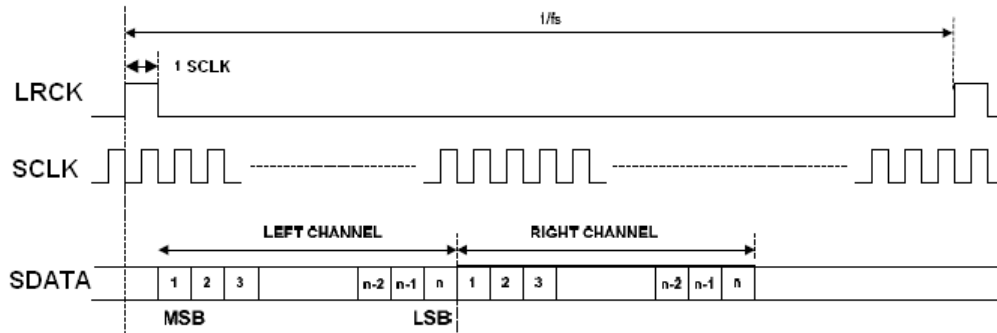 1/fs
1 SCLK
LRCK
SCLK
LEFT CHANNEL RIGHT CHANNEL
SDATA 1 2 3 n-2 n-1 n 1 2 3 n-2 n-1 n
MSB LSB